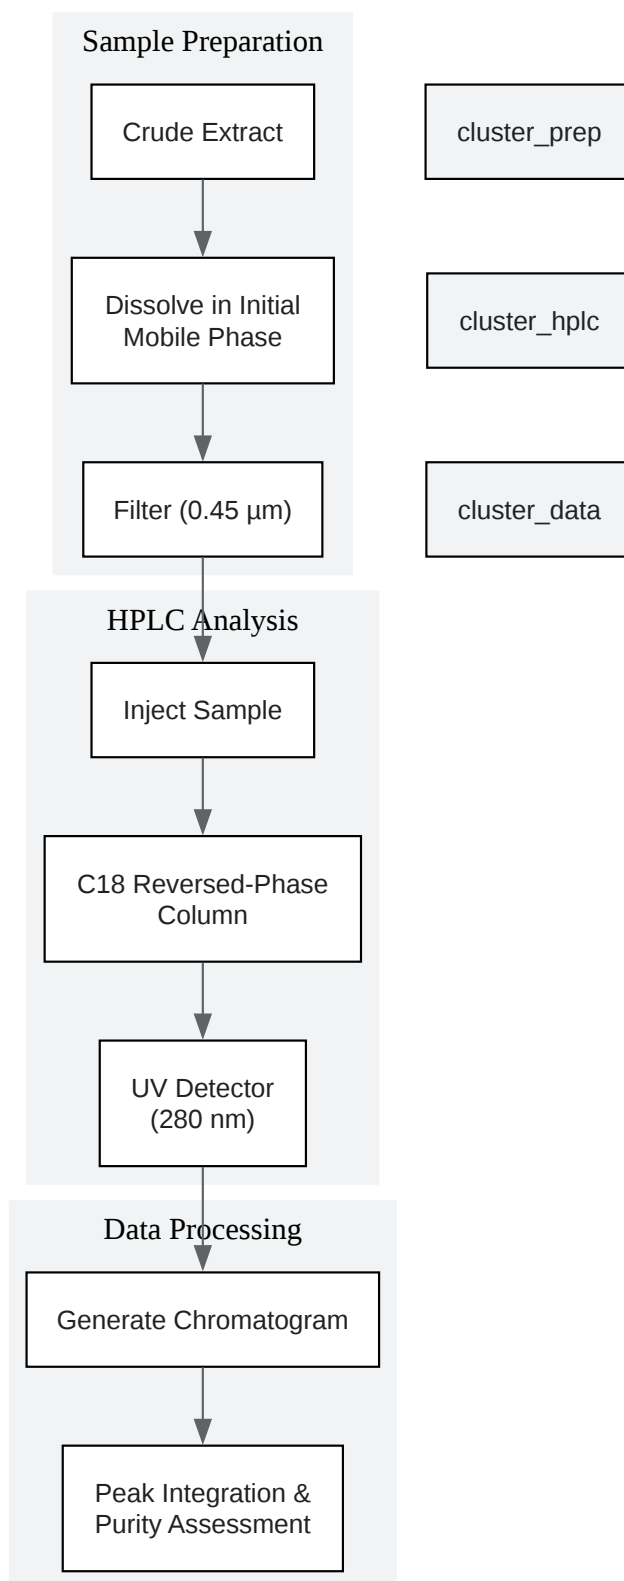 Sample Preparation
Crude Extract
cluster_prep
Dissolve in Initial
Mobile Phase
cluster_hplc
Filter (0.45 µm)
cluster_data
HPLC Analysis
Inject Sample
C18 Reversed-Phase
Column
UV Detector
(280 nm)
Data Processing
Generate Chromatogram
Peak Integration &
Purity Assessment